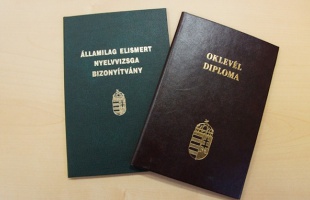 ÁLLAMILAG ELISMERT
NYELVVIZSGA
BIZONYÍTVÁNY
OKLEVÉL
DIPLOMA